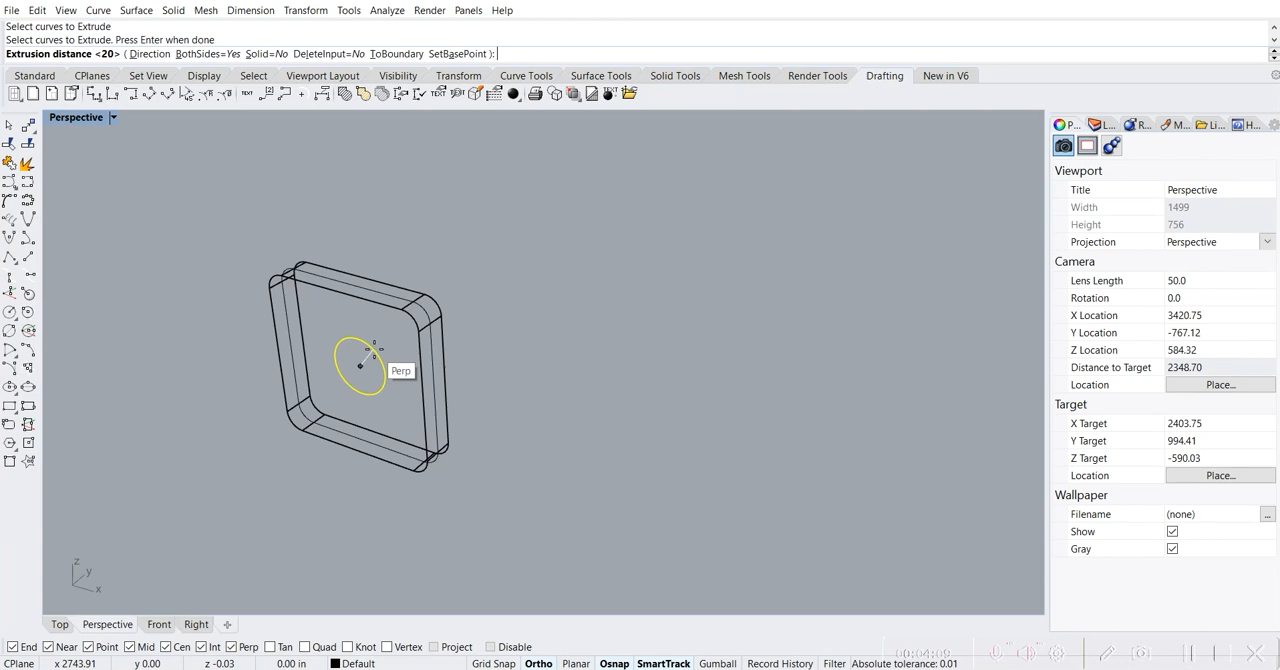 File Edit View Curve Surface Solid Mesh Dimension Transform Tools Analyze Render Panels Help
Select curves to Extrude
Select curves to Extrude. Press Enter when done
Extrusion distance <20> ( Direction BothSides=Yes Solid=No DeleteInput=No ToBoundary SetBasePoint ):
Standard CPlanes Set View Display Select Viewport Layout Visibility Transform Curve Tools Surface Tools Solid Tools Mesh Tools Render Tools Drafting New in V6
Perspective
P... L... R... M... Li... H...
Viewport
Title Perspective
Width 1499
Height 756
Projection Perspective
Camera
Lens Length 50.0
Rotation 0.0
X Location 3420.75
Y Location -767.12
Z Location 584.32
Distance to Target 2348.70
Location Place...
Target
X Target 2403.75
Y Target 994.41
Z Target -590.03
Location Place...
Wallpaper
Filename (none) ...
Show
Gray
Perp
z
y
x
Top Perspective Front Right
End Near Point Mid Cen Int Perp Tan Quad Knot Vertex Project Disable
00:04:09
CPlane x 2743.91 y 0.00 z -0.03 0.00 in Default Grid Snap Ortho Planar Osnap SmartTrack Gumball Record History Filter Absolute tolerance: 0.01